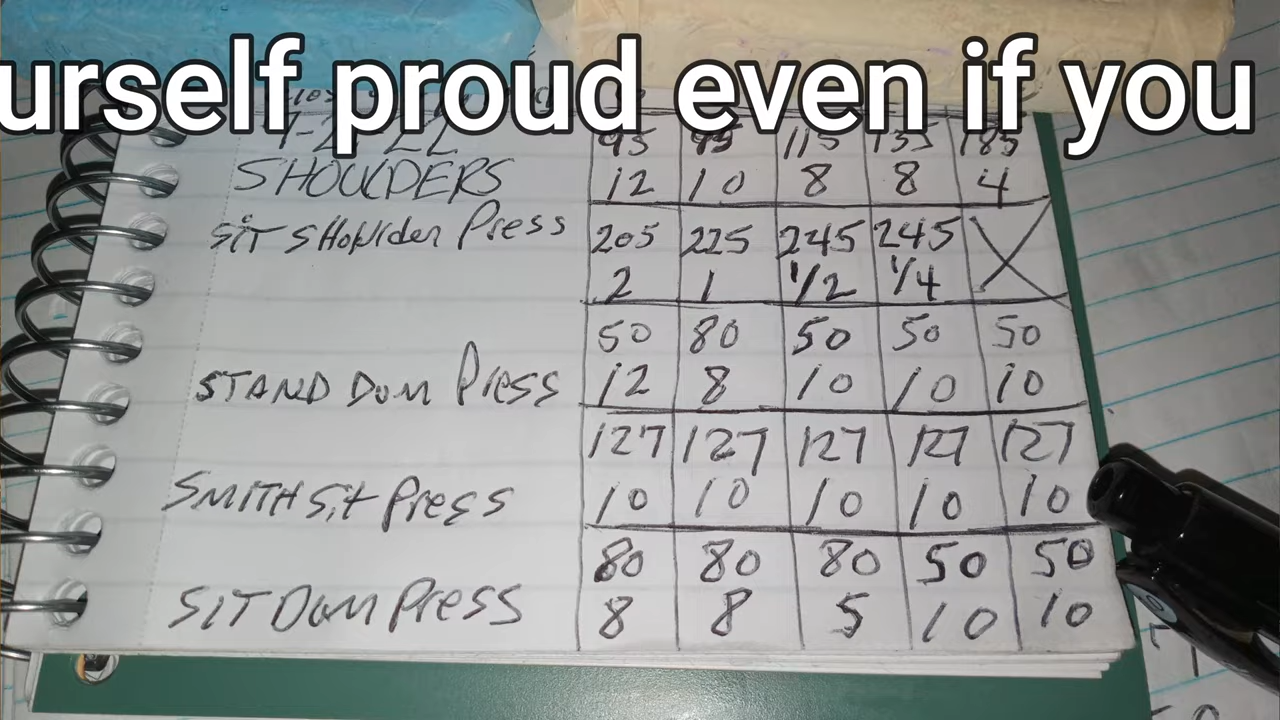 urself proud even if you
95 95 115 135 185
SHOULDERS 12 10 8 8 4
SiT SHoulder Press 205 225 245 245
2 1 1/2 1/4
50 80 50 50 50
STAND DUM Press 12 8 10 10 10
127 127 127 127 127
SMITH Sit Press 10 10 10 10 10
80 80 80 50 50
SIT Dum Press 8 8 5 10 10